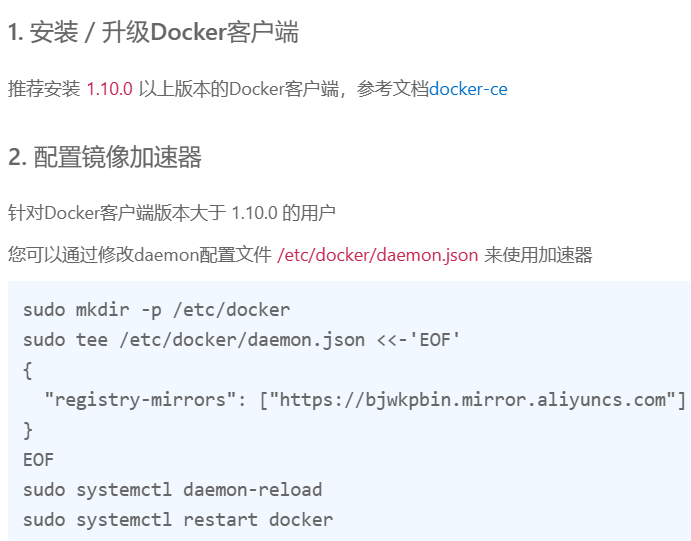 1. 安装 / 升级Docker客户端
推荐安装 1.10.0 以上版本的Docker客户端，参考文档docker-ce
2. 配置镜像加速器
针对Docker客户端版本大于 1.10.0 的用户
您可以通过修改daemon配置文件 /etc/docker/daemon.json 来使用加速器
sudo mkdir -p /etc/docker
sudo tee /etc/docker/daemon.json <<-'EOF'
{
  "registry-mirrors": ["https://bjwkpbin.mirror.aliyuncs.com"]
}
EOF
sudo systemctl daemon-reload
sudo systemctl restart docker